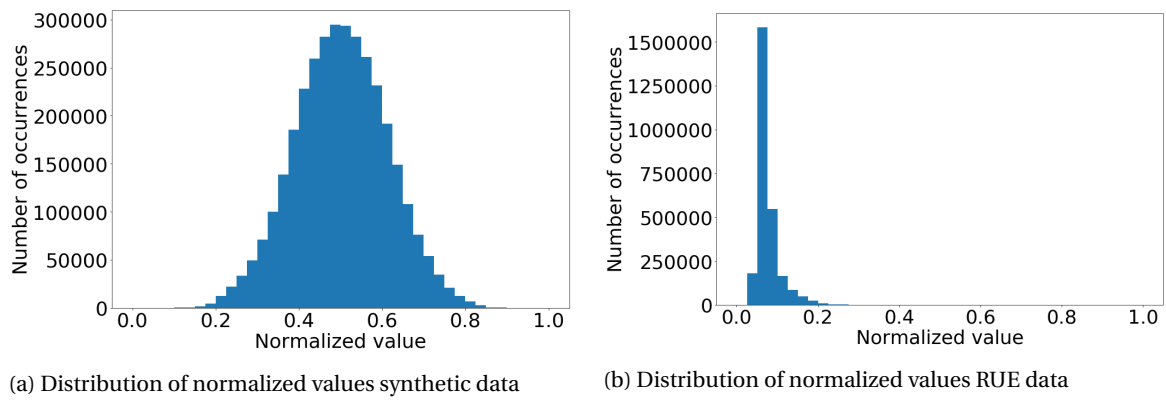 300000
250000
200000
150000
100000
50000
0
Number of occurrences
0.0 0.2 0.4 0.6 0.8 1.0
Normalized value
(a) Distribution of normalized values synthetic data
1500000
1250000
1000000
750000
500000
250000
0
Number of occurrences
0.0 0.2 0.4 0.6 0.8 1.0
Normalized value
(b) Distribution of normalized values RUE data